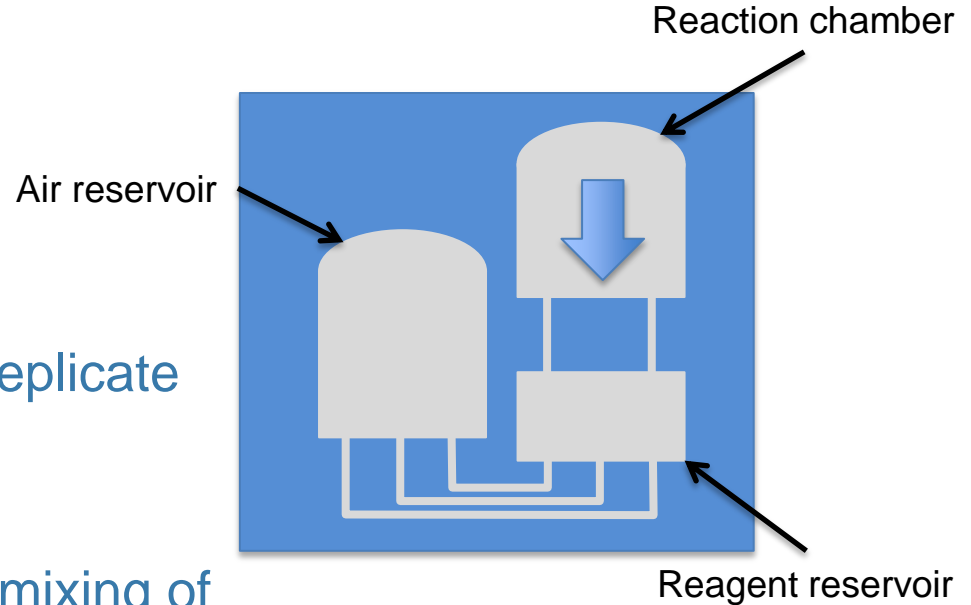 Reaction chamber
Air reservoir
eplicate
mixing of
Reagent reservoir